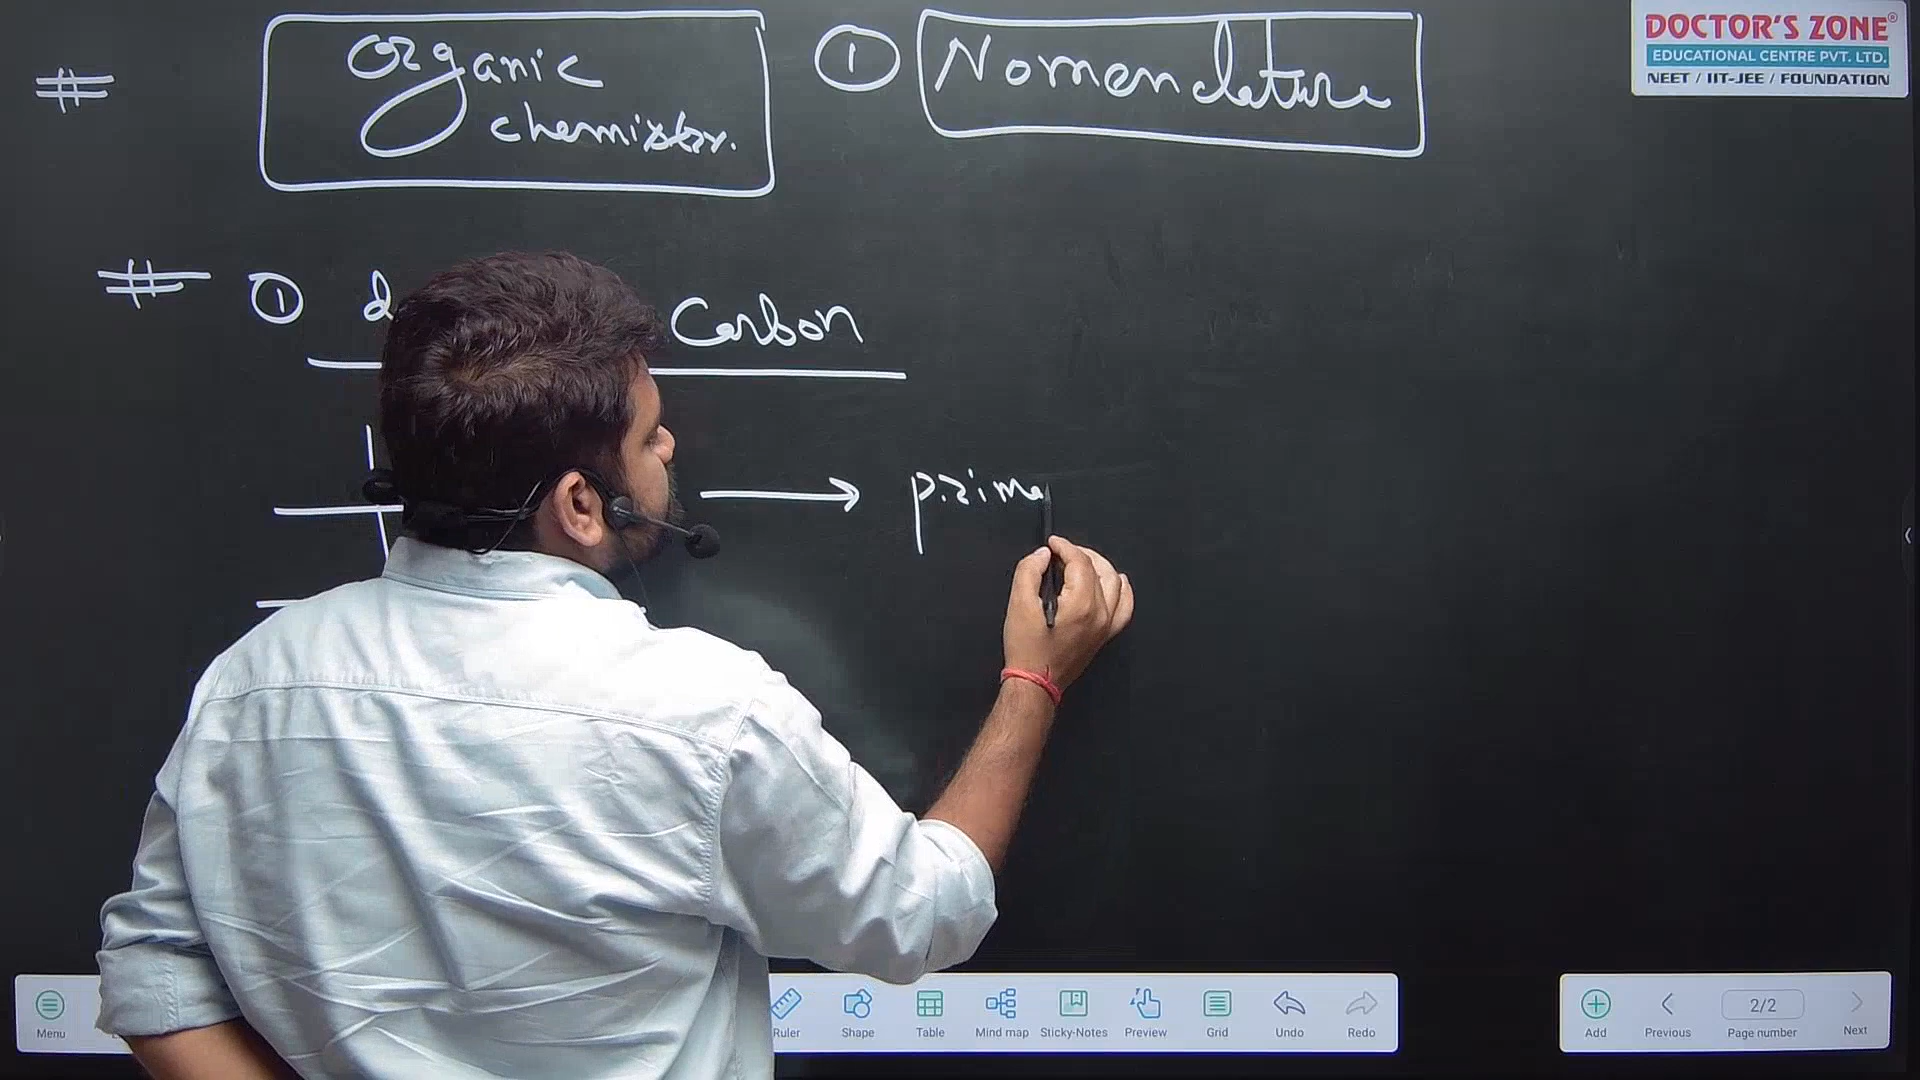 # Organic ① Nomenclature
chemistry.
DOCTOR'S ZONE®
EDUCATIONAL CENTRE PVT. LTD.
NEET / IIT-JEE / FOUNDATION
# ① d Carbon
→ prima
Menu Ruler Shape Table Mind map Sticky-Notes Preview Grid Undo Redo
Add Previous 2/2 Page number Next